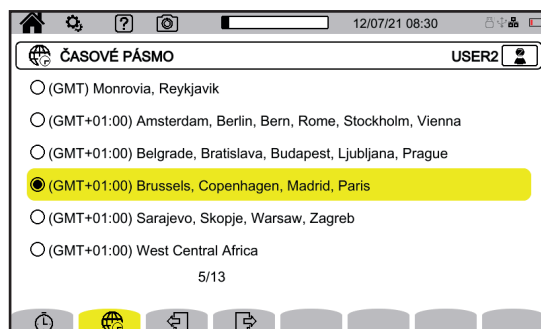 12/07/21 08:30
ČASOVÉ PÁSMO USER2
(GMT) Monrovia, Reykjavik
(GMT+01:00) Amsterdam, Berlin, Bern, Rome, Stockholm, Vienna
(GMT+01:00) Belgrade, Bratislava, Budapest, Ljubljana, Prague
(GMT+01:00) Brussels, Copenhagen, Madrid, Paris
(GMT+01:00) Sarajevo, Skopje, Warsaw, Zagreb
(GMT+01:00) West Central Africa
5/13